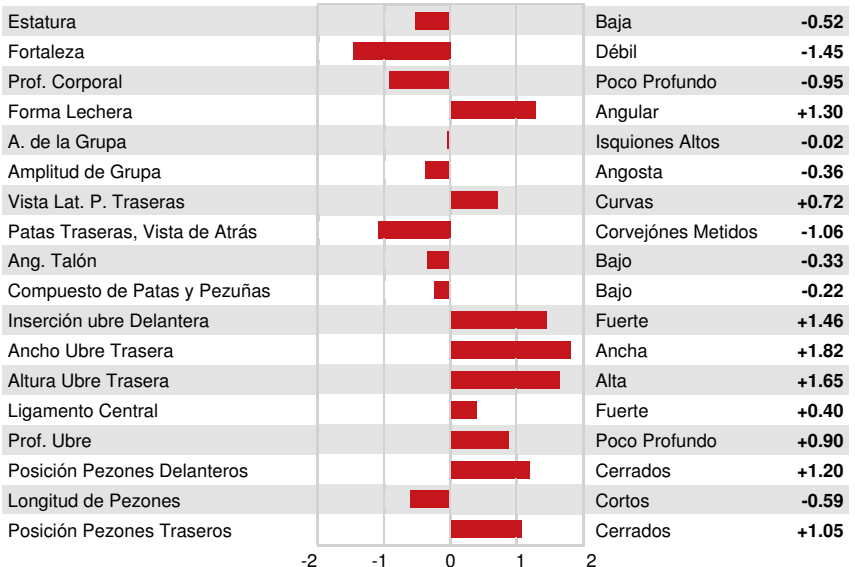 Estatura Baja -0.52
Fortaleza Débil -1.45
Prof. Corporal Poco Profundo -0.95
Forma Lechera Angular +1.30
A. de la Grupa Isquiones Altos -0.02
Amplitud de Grupa Angosta -0.36
Vista Lat. P. Traseras Curvas +0.72
Patas Traseras, Vista de Atrás Corvejónes Metidos -1.06
Ang. Talón Bajo -0.33
Compuesto de Patas y Pezuñas Bajo -0.22
Inserción ubre Delantera Fuerte +1.46
Ancho Ubre Trasera Ancha +1.82
Altura Ubre Trasera Alta +1.65
Ligamento Central Fuerte +0.40
Prof. Ubre Poco Profundo +0.90
Posición Pezones Delanteros Cerrados +1.20
Longitud de Pezones Cortos -0.59
Posición Pezones Traseros Cerrados +1.05
-2 -1 0 1 2